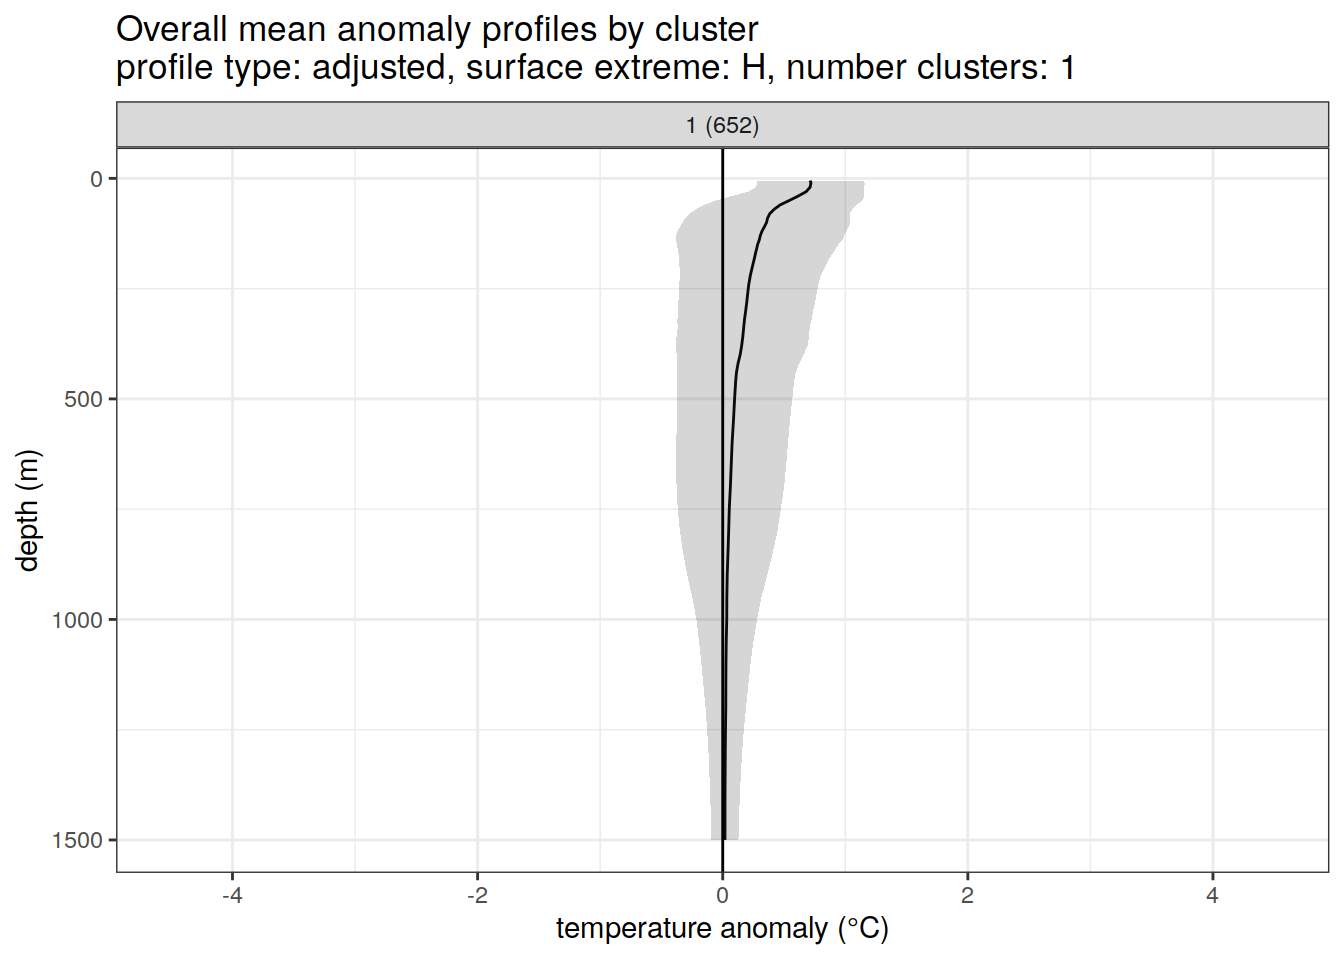 Overall mean anomaly profiles by cluster
profile type: adjusted, surface extreme: H, number clusters: 1
1 (652)
0
500
1000
1500
depth (m)
-4
-2
0
2
4
temperature anomaly (°C)